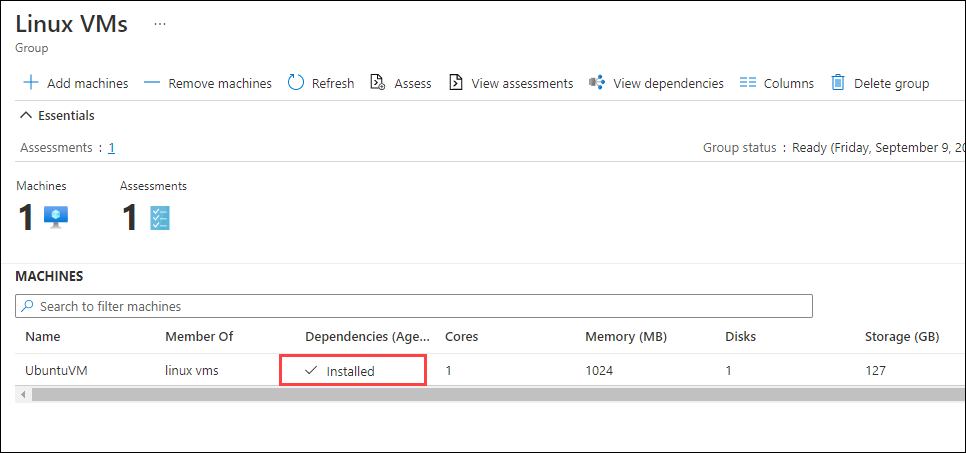 Linux VMs ...
Group
Add machines Remove machines Refresh Assess View assessments View dependencies Columns Delete group
Essentials
Assessments : 1 Group status : Ready (Friday, September 9, 20
Machines Assessments
1 1
MACHINES
Search to filter machines
Name Member Of Dependencies (Age... Cores Memory (MB) Disks Storage (GB)
UbuntuVM linux vms Installed 1 1024 1 127